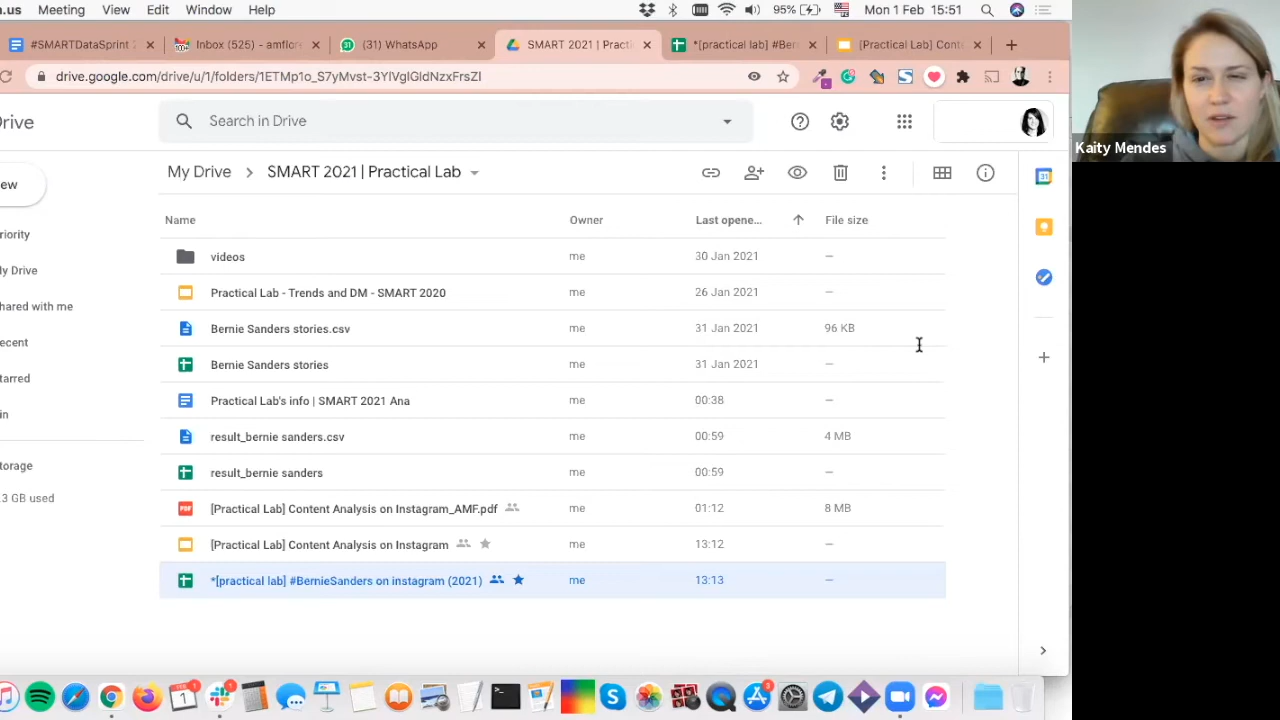 m.us Meeting View Edit Window Help 95% Mon 1 Feb 15:51
#SMARTDataSprint Inbox (525) - amflore (31) WhatsApp SMART 2021 | Practi *[practical lab] #Ber [Practical Lab] Conte
drive.google.com/drive/u/1/folders/
Drive Search in Drive
Kaity Mendes
My Drive SMART 2021 | Practical Lab
ew
Name Owner Last opene... File size
riority
videos me 30 Jan 2021 –
My Drive
Practical Lab - Trends and DM - SMART 2020 me 26 Jan 2021 –
hared with me
Bernie Sanders stories.csv me 31 Jan 2021 96 KB
ecent
Bernie Sanders stories me 31 Jan 2021 –
tarred
Practical Lab's info | SMART 2021 Ana me 00:38 –
in
result_bernie sanders.csv me 00:59 4 MB
torage
result_bernie sanders me 00:59 –
.3 GB used
[Practical Lab] Content Analysis on Instagram_AMF.pdf me 01:12 8 MB
[Practical Lab] Content Analysis on Instagram me 13:12 –
*[practical lab] #BernieSanders on instagram (2021) me 13:13 –